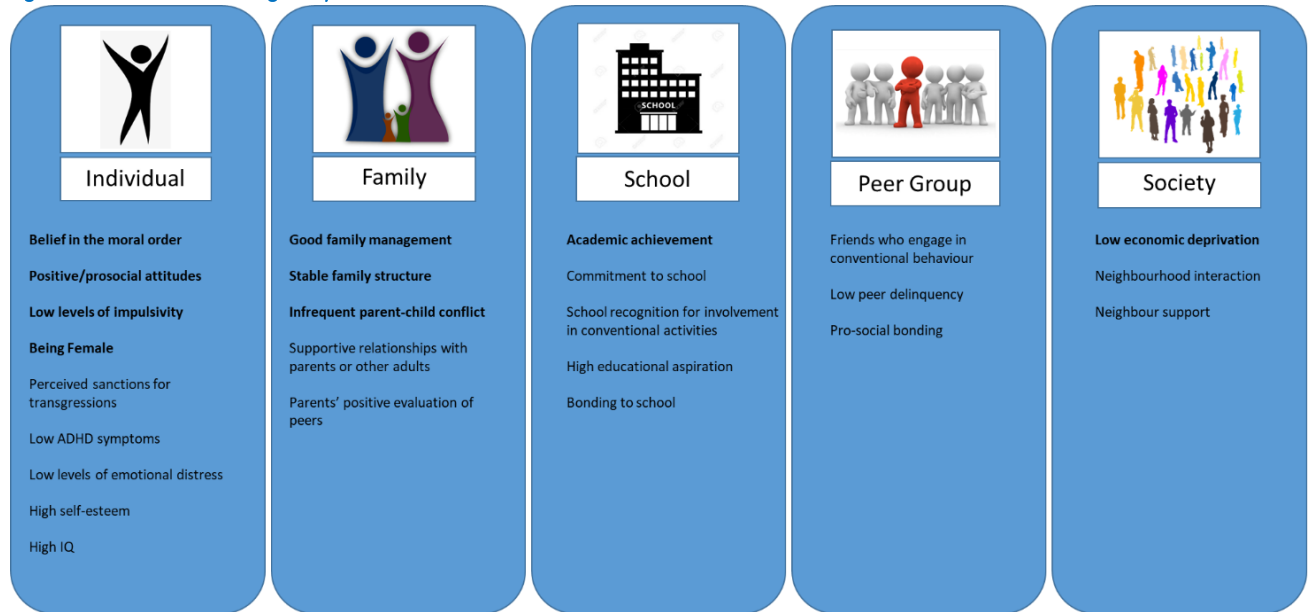 Individual
Belief in the moral order
Positive/prosocial attitudes
Low levels of impulsivity
Being Female
Perceived sanctions for
transgressions
Low ADHD symptoms
Low levels of emotional distress
High self-esteem
High IQ
Family
Good family management
Stable family structure
Infrequent parent-child conflict
Supportive relationships with
parents or other adults
Parents' positive evaluation of
peers
SCHOOL
School
Academic achievement
Commitment to school
School recognition for involvement
in conventional activities
High educational aspiration
Bonding to school
Peer Group
Friends who engage in
conventional behaviour
Low peer delinquency
Pro-social bonding
Society
Low economic deprivation
Neighbourhood interaction
Neighbour support